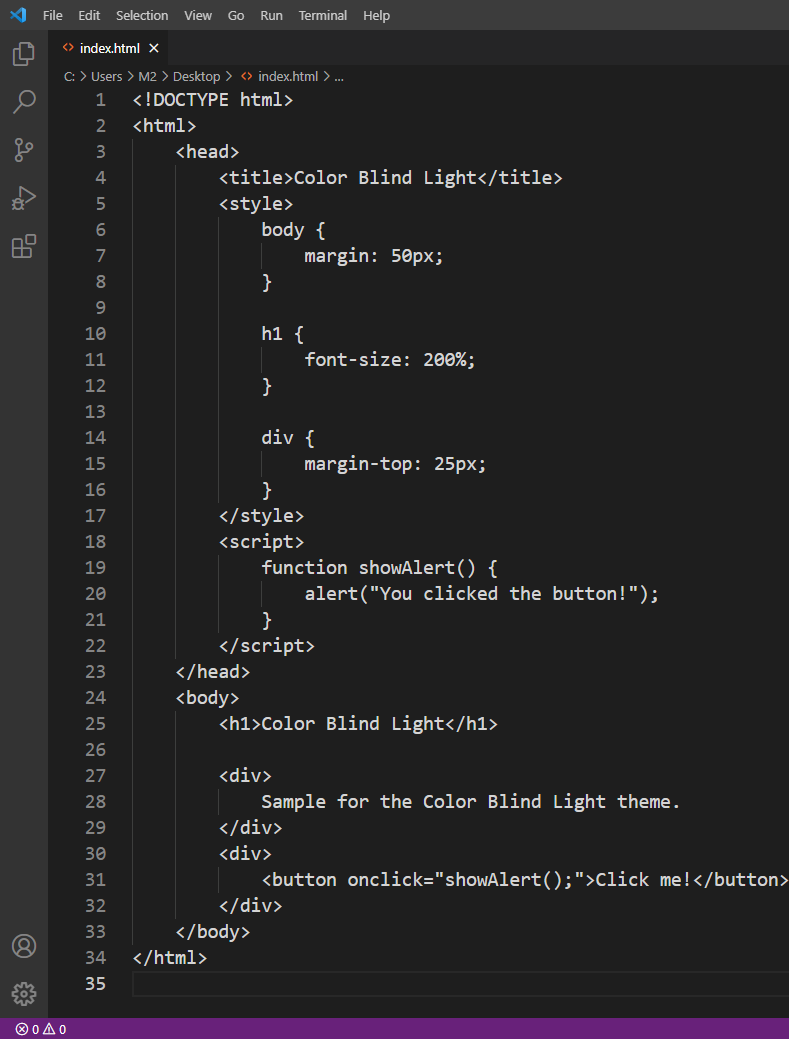 File Edit Selection View Go Run Terminal Help
index.html
C: > Users > M2 > Desktop > index.html > ...
1 <!DOCTYPE html>
2 <html>
3     <head>
4         <title>Color Blind Light</title>
5         <style>
6             body {
7                 margin: 50px;
8             }
9
10             h1 {
11                 font-size: 200%;
12             }
13
14             div {
15                 margin-top: 25px;
16             }
17         </style>
18         <script>
19             function showAlert() {
20                 alert("You clicked the button!");
21             }
22         </script>
23     </head>
24     <body>
25         <h1>Color Blind Light</h1>
26
27         <div>
28             Sample for the Color Blind Light theme.
29         </div>
30         <div>
31             <button onclick="showAlert();">Click me!</button>
32         </div>
33     </body>
34 </html>
35
0 0